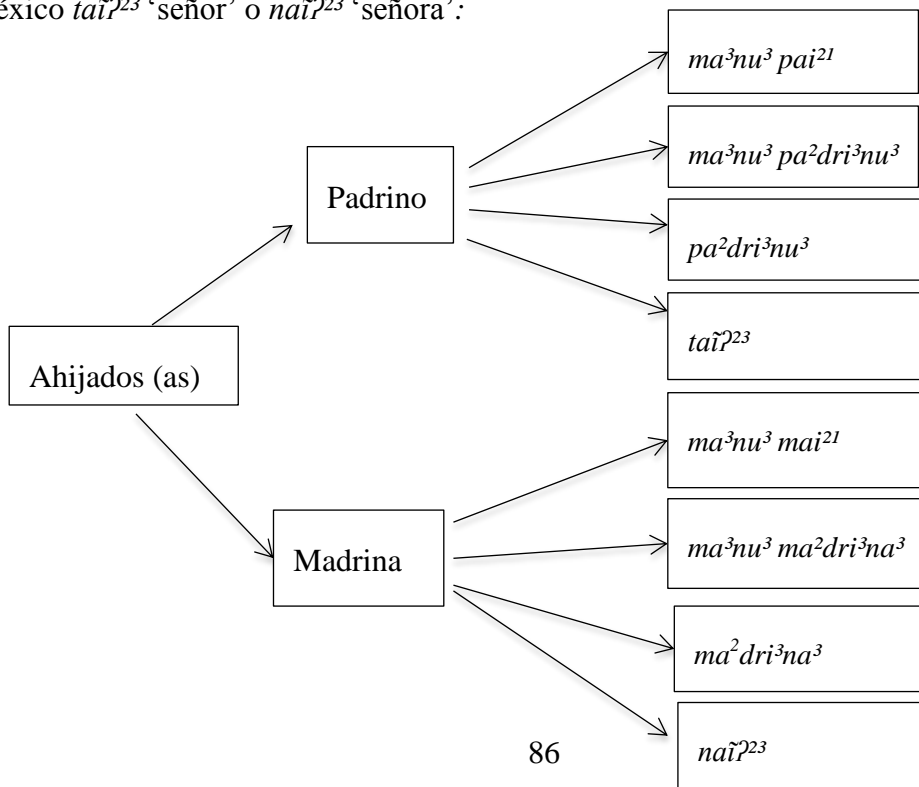 éxico taĩʔ²³ ‘señor’ o naĩʔ²³ ‘señora’:
ma³nu³ pai²¹
ma³nu³ pa²dri³nu³
Padrino
pa²dri³nu³
taĩʔ²³
Ahijados (as)
ma³nu³ mai²¹
ma³nu³ ma²dri³na³
Madrina
ma²dri³na³
naĩʔ²³
86